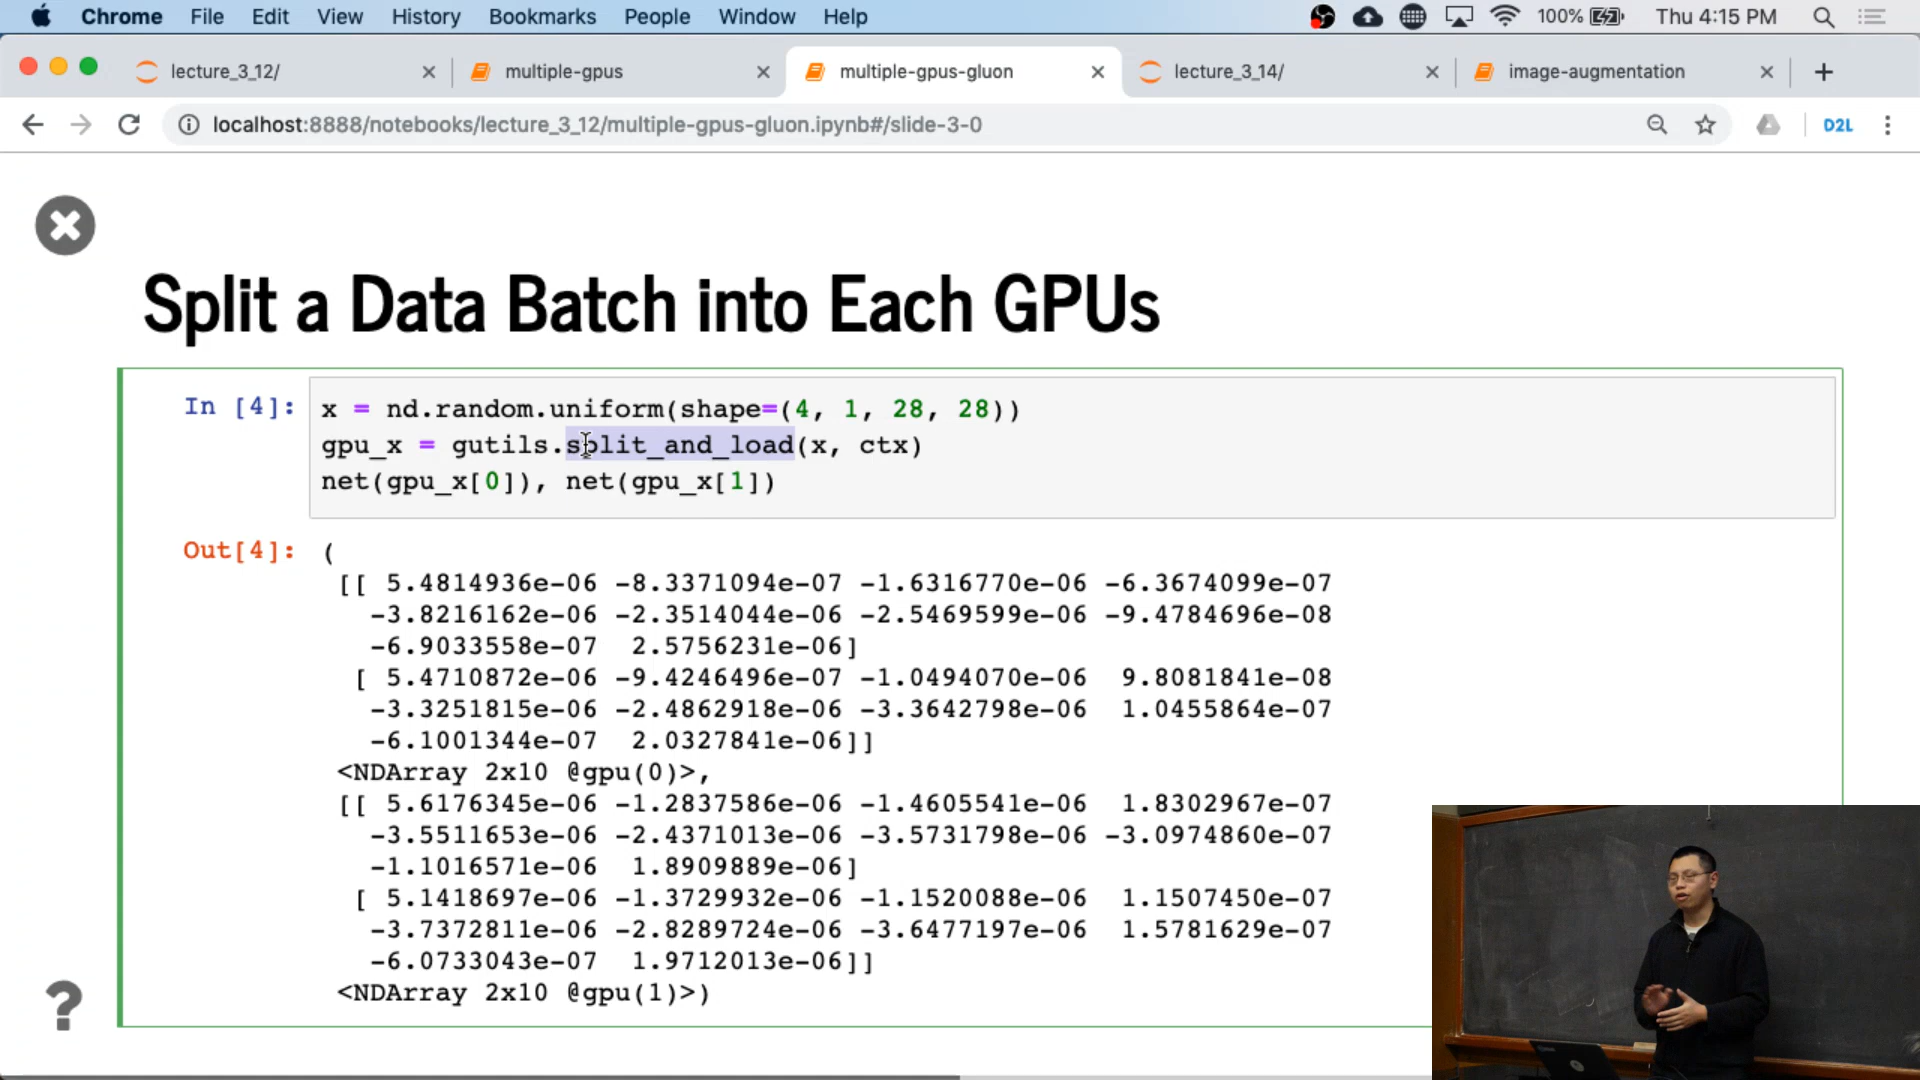 Chrome File Edit View History Bookmarks People Window Help 100% Thu 4:15 PM
lecture_3_12/ multiple-gpus multiple-gpus-gluon lecture_3_14/ image-augmentation
localhost:8888/notebooks/lecture_3_12/multiple-gpus-gluon.ipynb#/slide-3-0 D2L
Split a Data Batch into Each GPUs
In [4]: x = nd.random.uniform(shape=(4, 1, 28, 28))
gpu_x = gutils.split_and_load(x, ctx)
net(gpu_x[0]), net(gpu_x[1])
Out[4]: (
[[ 5.4814936e-06 -8.3371094e-07 -1.6316770e-06 -6.3674099e-07
-3.8216162e-06 -2.3514044e-06 -2.5469599e-06 -9.4784696e-08
-6.9033558e-07 2.5756231e-06]
[ 5.4710872e-06 -9.4246496e-07 -1.0494070e-06 9.8081841e-08
-3.3251815e-06 -2.4862918e-06 -3.3642798e-06 1.0455864e-07
-6.1001344e-07 2.0327841e-06]]
<NDArray 2x10 @gpu(0)>,
[[ 5.6176345e-06 -1.2837586e-06 -1.4605541e-06 1.8302967e-07
-3.5511653e-06 -2.4371013e-06 -3.5731798e-06 -3.0974860e-07
-1.1016571e-06 1.8909889e-06]
[ 5.1418697e-06 -1.3729932e-06 -1.1520088e-06 1.1507450e-07
-3.7372811e-06 -2.8289724e-06 -3.6477197e-06 1.5781629e-07
-6.0733043e-07 1.9712013e-06]]
<NDArray 2x10 @gpu(1)>)